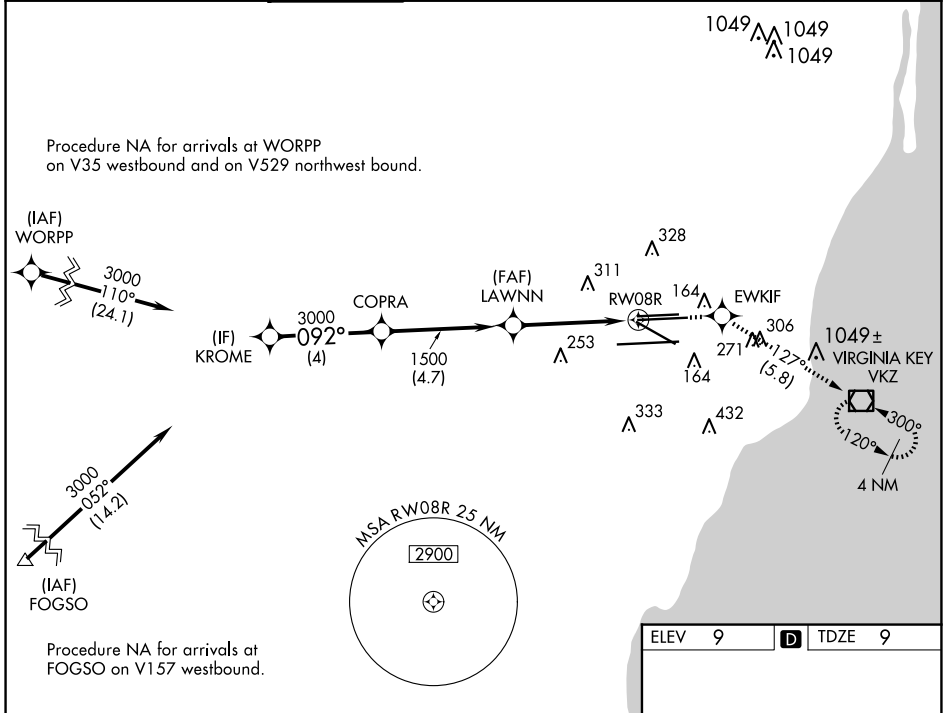 1049 1049
1049
Procedure NA for arrivals at WORPP
on V35 westbound and on V529 northwest bound.
(IAF)
WORPP
3000
110°
(24.1)
(IF)
KROME
3000
092°
(4)
COPRA
1500
(4.7)
(FAF)
LAWNN
311
328
253
RW08R
164
EWKIF
164
333
432
271
306
127°
(5.8)
1049±
VIRGINIA KEY
VKZ
300°
120°
4 NM
3000
052°
(14.2)
(IAF)
FOGSO
Procedure NA for arrivals at
FOGSO on V157 westbound.
MSA RW08R 25 NM
2900
ELEV 9 D TDZE 9